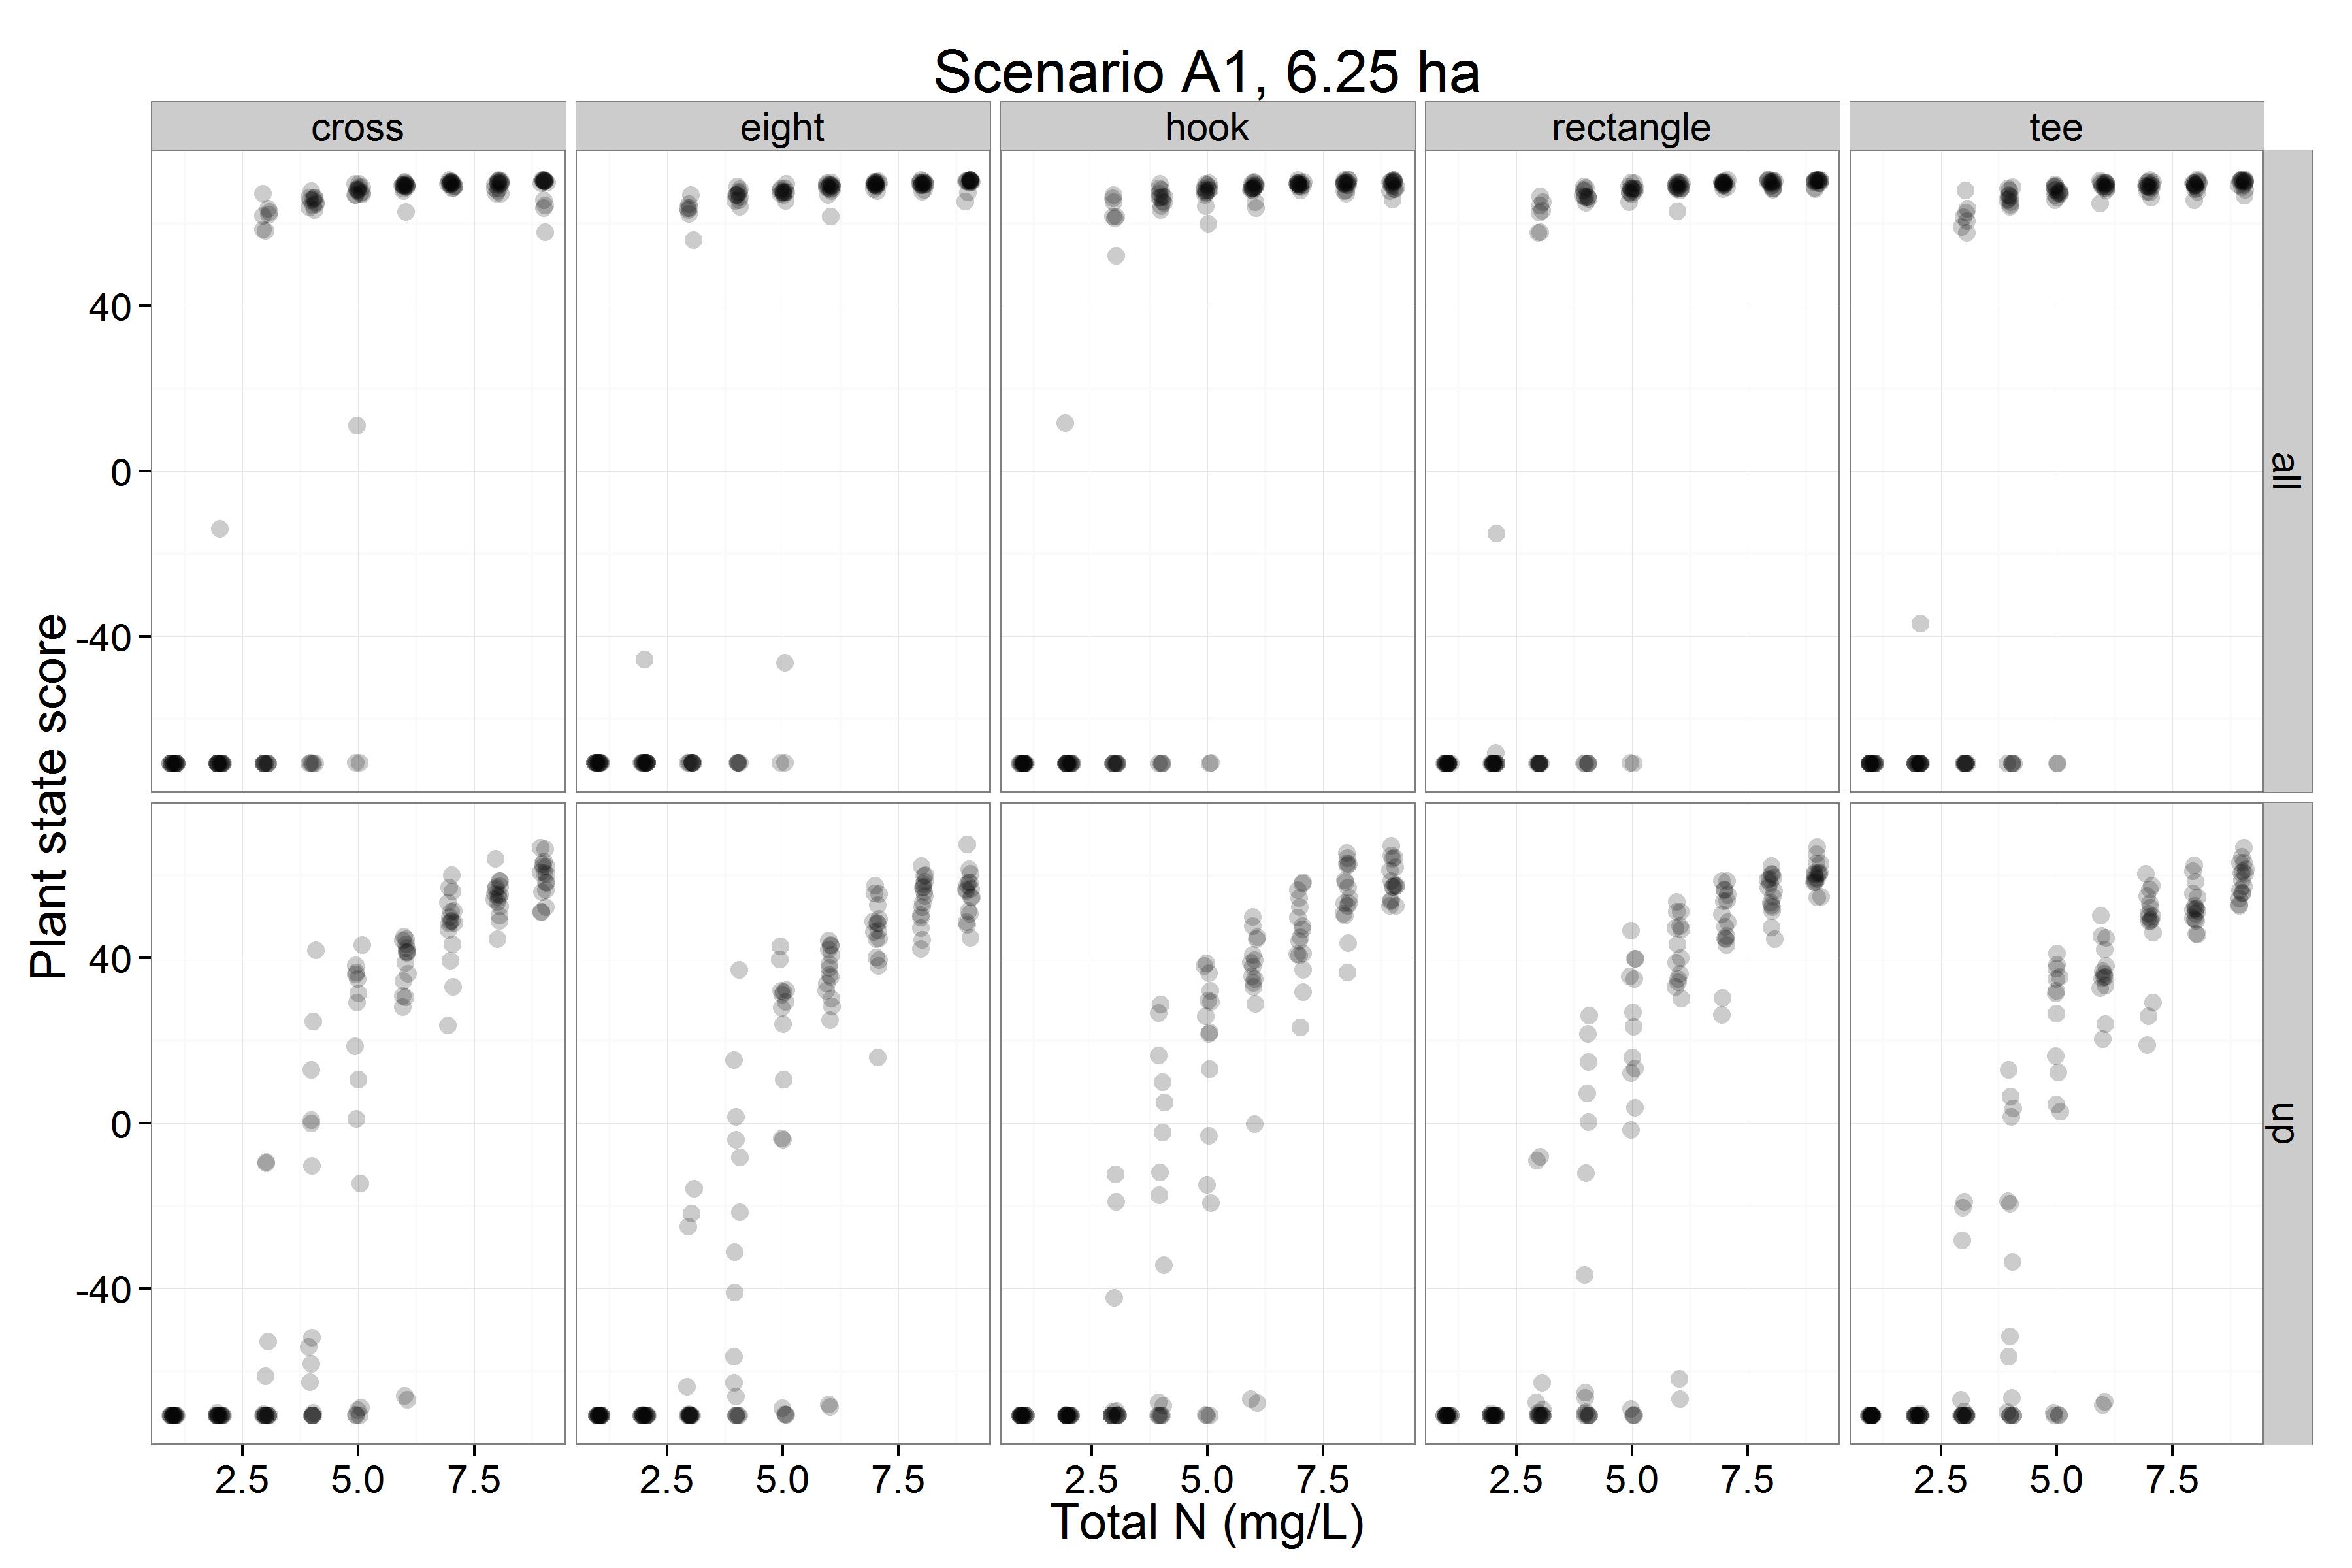 Scenario A1, 6.25 ha
cross eight hook rectangle tee
40
0
-40
all
40
0
-40
up
Plant state score
2.5 5.0 7.5 2.5 5.0 7.5 2.5 5.0 7.5 2.5 5.0 7.5 2.5 5.0 7.5
Total N (mg/L)